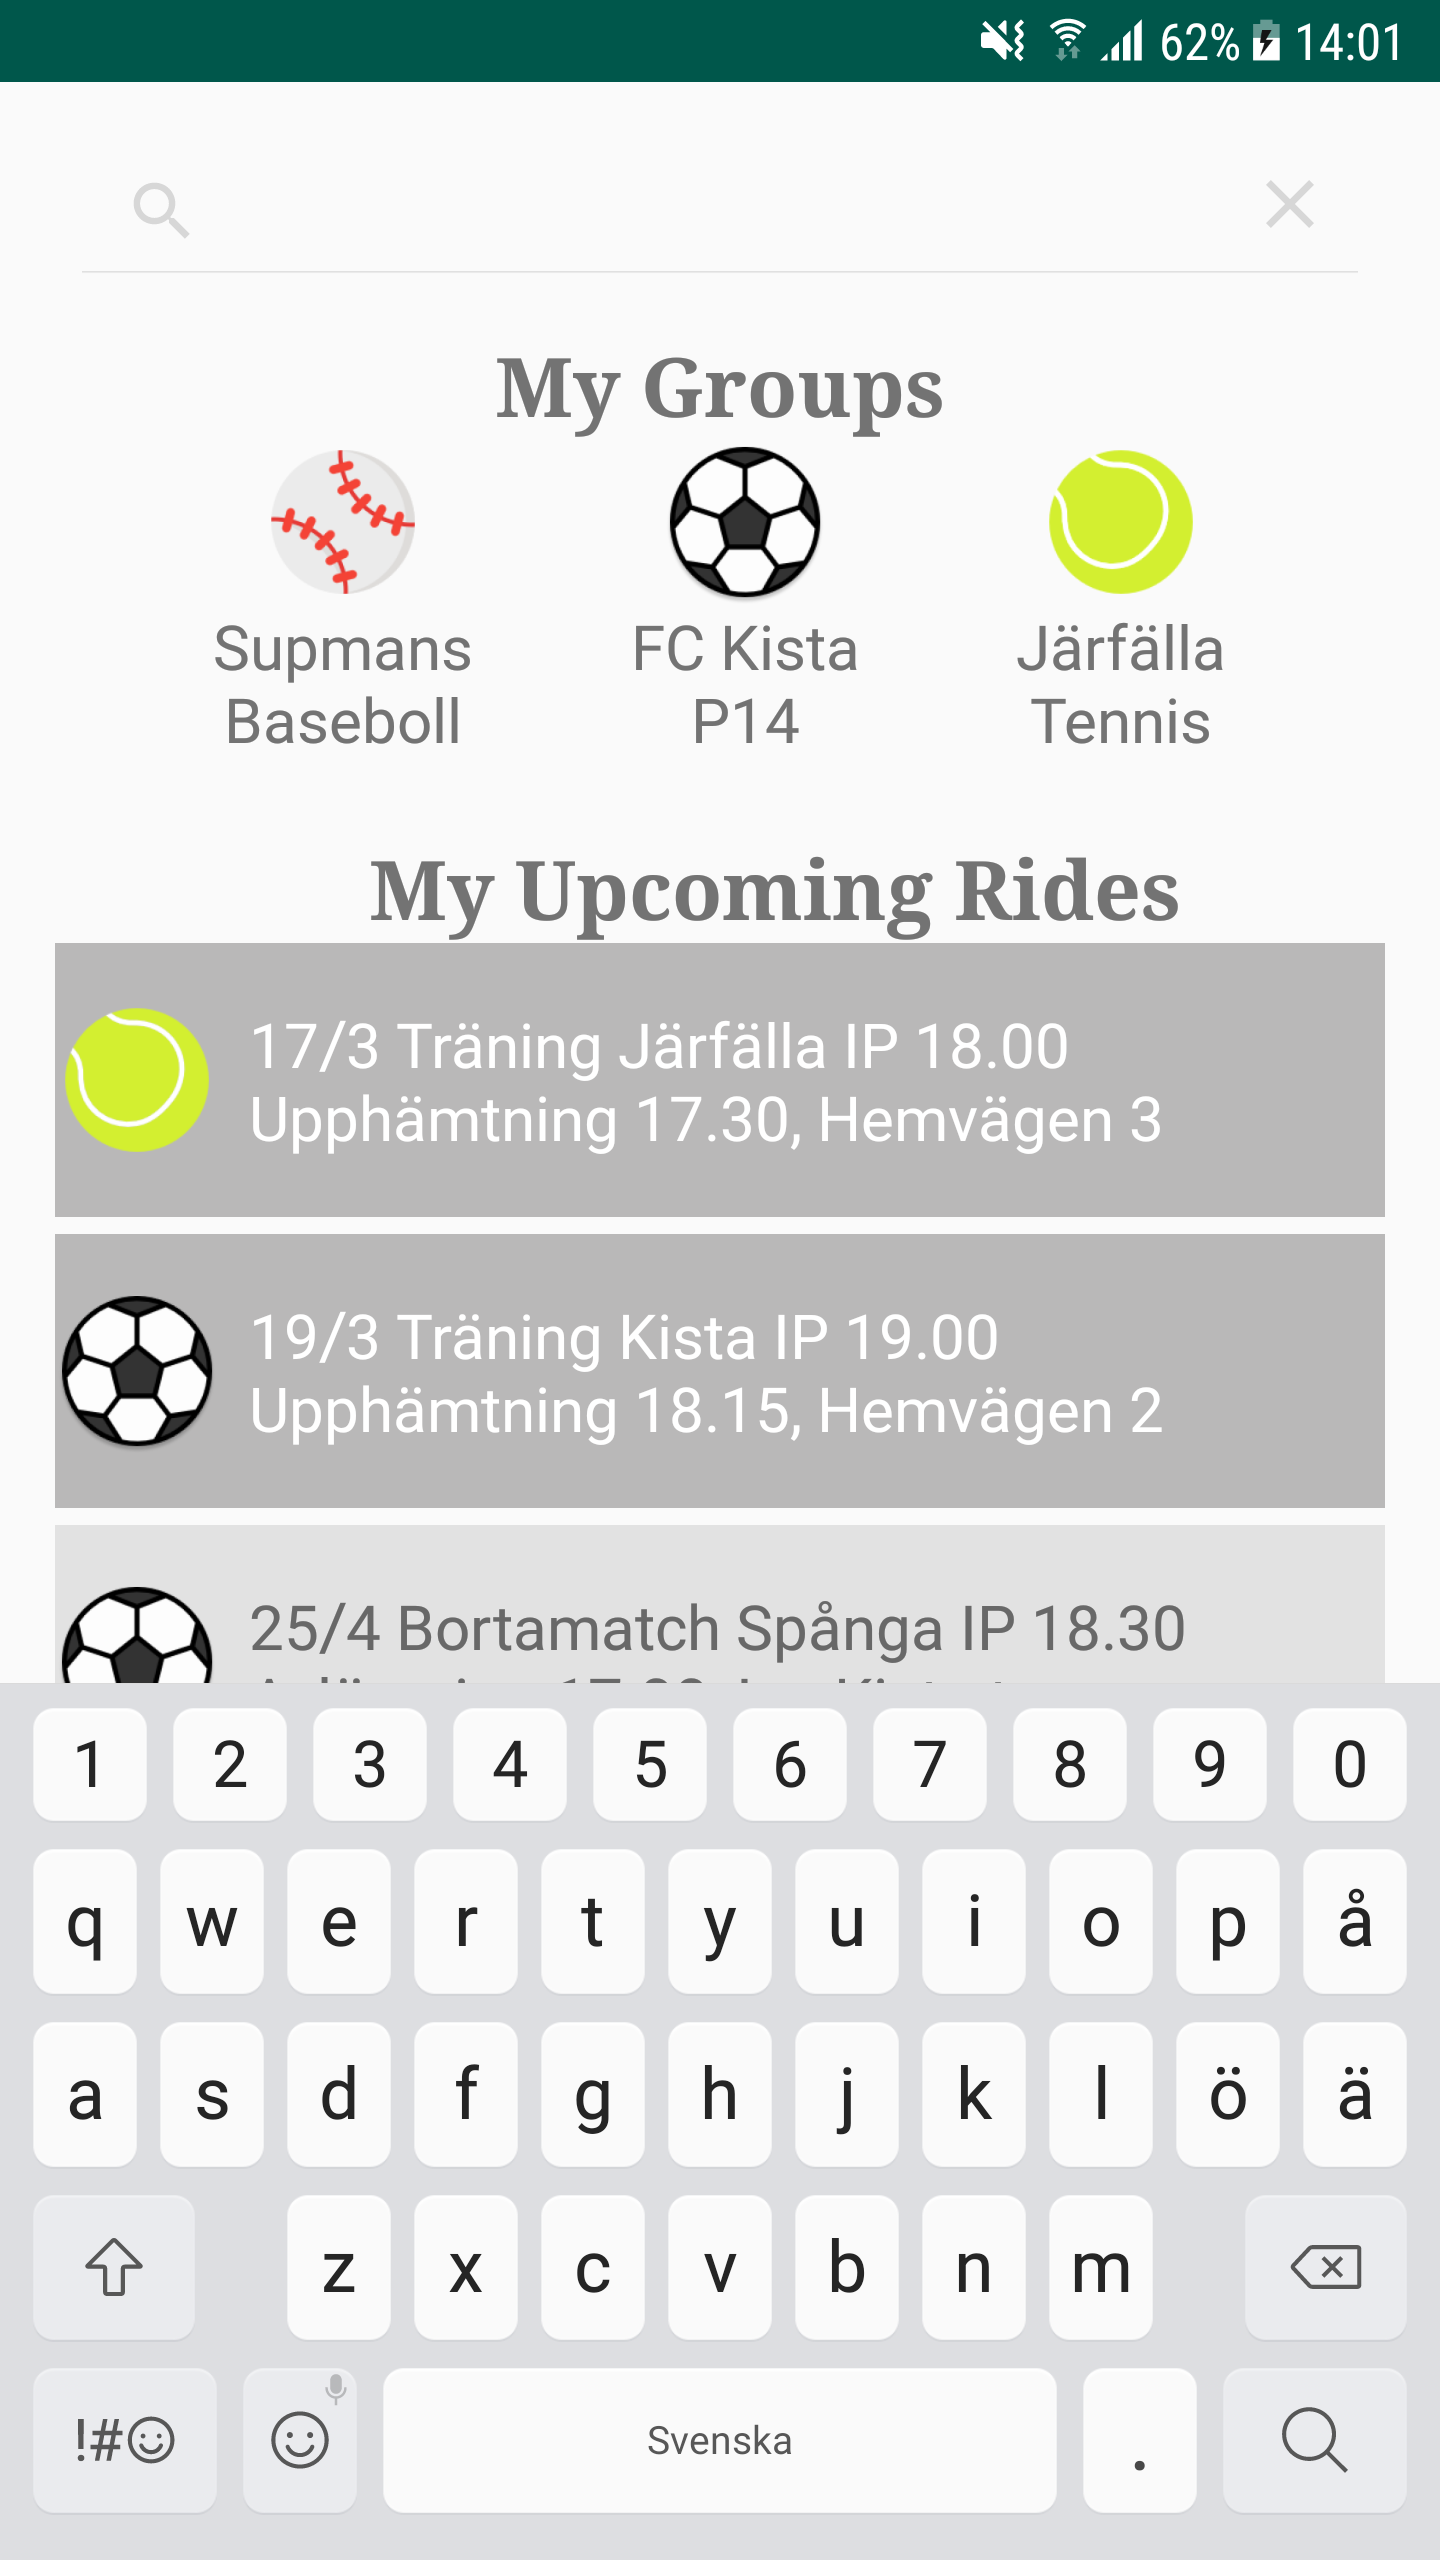 62% 14:01
My Groups
Supmans Baseboll
FC Kista P14
Järfälla Tennis
My Upcoming Rides
17/3 Träning Järfälla IP 18.00
Upphämtning 17.30, Hemvägen 3
19/3 Träning Kista IP 19.00
Upphämtning 18.15, Hemvägen 2
25/4 Bortamatch Spånga IP 18.30
1 2 3 4 5 6 7 8 9 0
q w e r t y u i o p å
a s d f g h j k l ö ä
z x c v b n m
!# Svenska .